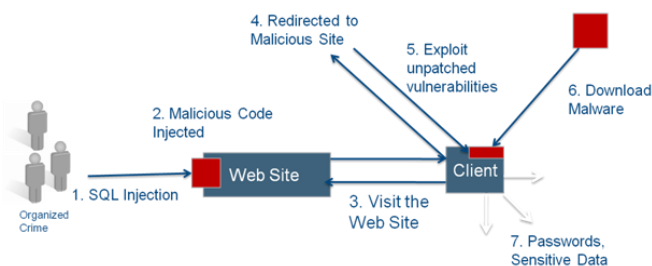 4. Redirected to
Malicious Site
5. Exploit
unpatched
vulnerabilities
6. Download
Malware
2. Malicious Code
Injected
Web Site
Client
1. SQL Injection
Organized
Crime
3. Visit the
Web Site
7. Passwords,
Sensitive Data